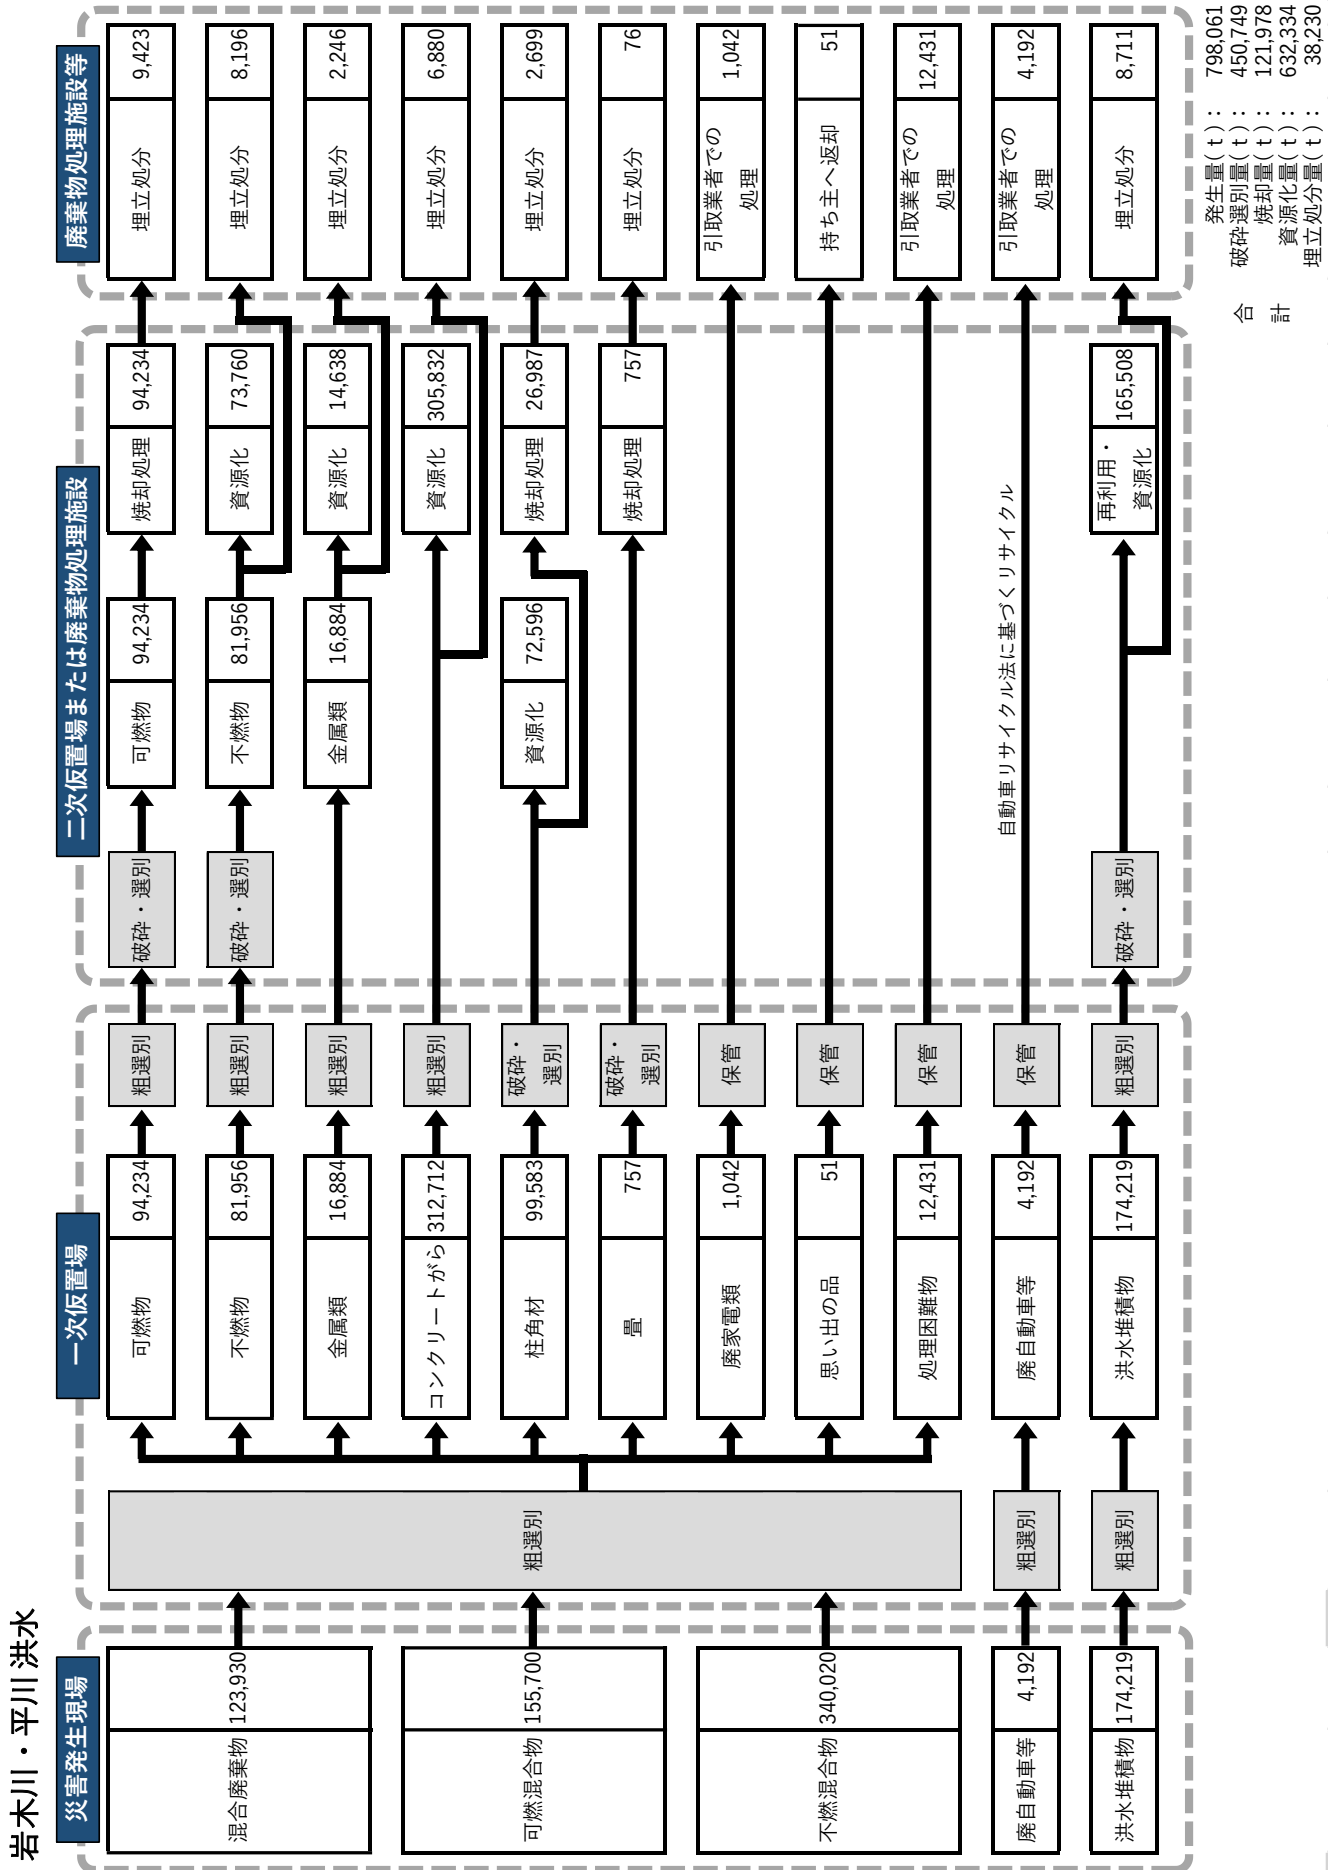 岩木川・平川 洪水
災害発生現場
一次仮置場
二次仮置場または廃棄物処理施設
廃棄物処理施設等
混合廃棄物 123,930
可燃混合物 155,700
不燃混合物 340,020
廃自動車等 4,192
洪水堆積物 174,219
粗選別
粗選別
粗選別
可燃物 94,234 粗選別 破砕・選別 可燃物 94,234 焼却処理 94,234 埋立処分 9,423
不燃物 81,956 粗選別 破砕・選別 不燃物 81,956 資源化 73,760 埋立処分 8,196
金属類 16,884 粗選別 金属類 16,884 資源化 14,638 埋立処分 2,246
コンクリートがら 312,712 粗選別 資源化 305,832 埋立処分 6,880
柱角材 99,583 破砕・
選別 資源化 72,596 焼却処理 26,987 埋立処分 2,699
畳 757 破砕・
選別 焼却処理 757 埋立処分 76
廃家電類 1,042 保管 引取業者での
処理 1,042
思い出の品 51 保管 持ち主へ返却 51
処理困難物 12,431 保管 引取業者での
処理 12,431
廃自動車等 4,192 保管 自動車リサイクル法に基づくリサイクル 引取業者での
処理 4,192
洪水堆積物 174,219 粗選別 破砕・選別 再利用・
資源化 165,508 埋立処分 8,711
合
計
発生量(ｔ)： 798,061
破砕選別量(ｔ)： 450,749
焼却量(ｔ)： 121,978
資源化量(ｔ)： 632,334
埋立処分量(ｔ)： 38,230